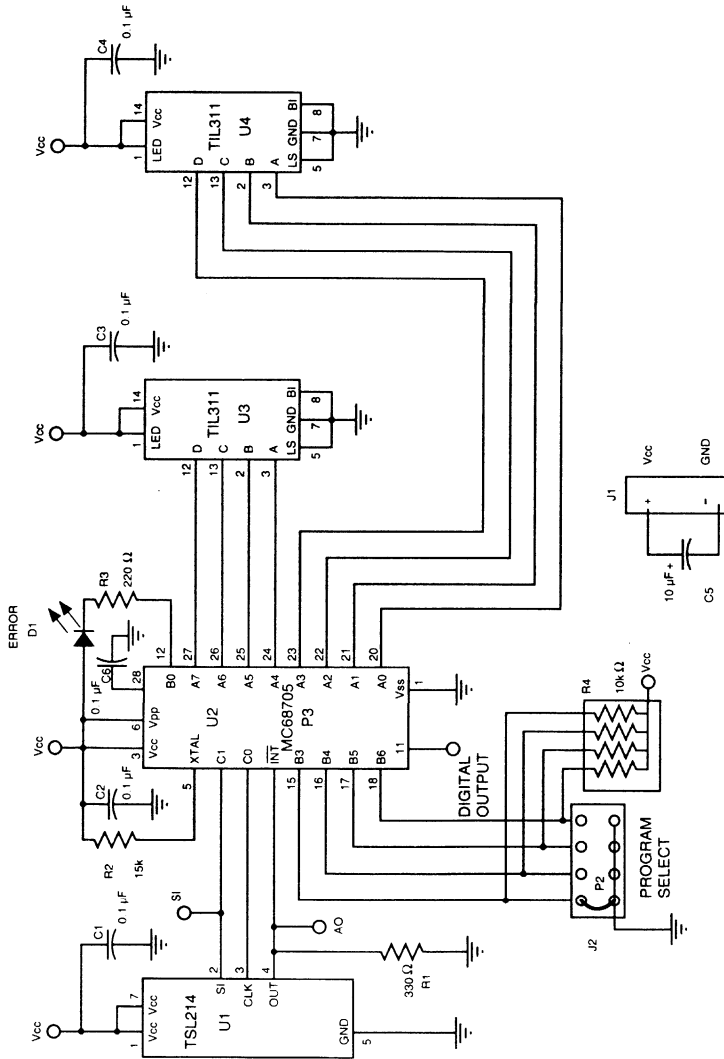 Vcc
C1
0.1 µF
1
7
Vcc
Vcc
TSL214
U1
SI
CLK
OUT
GND
2
3
4
5
SI
AO
330 Ω
R1
R2
15k
C2
0.1 µF
Vcc
0.1 µF
C6
ERROR
D1
R3
220 Ω
5
3
6
28
12
XTAL
Vcc
Vpp
B0
C1
C0
INT
U2
MC68705
P3
A7
A6
A5
A4
A3
A2
A1
A0
27
26
25
24
23
22
21
20
B3
B4
B5
B6
15
16
17
18
11
Vss
1
DIGITAL
OUTPUT
J2
P2
PROGRAM
SELECT
R4
10k Ω
Vcc
Vcc
C3
0.1 µF
1
14
LED
Vcc
TIL311
U3
D
C
B
A
12
13
2
3
LS
GND
BI
5
7
8
Vcc
C4
0.1 µF
1
14
LED
Vcc
TIL311
U4
D
C
B
A
12
13
2
3
LS
GND
BI
5
7
8
J1
+
Vcc
−
GND
10 µF
+
C5